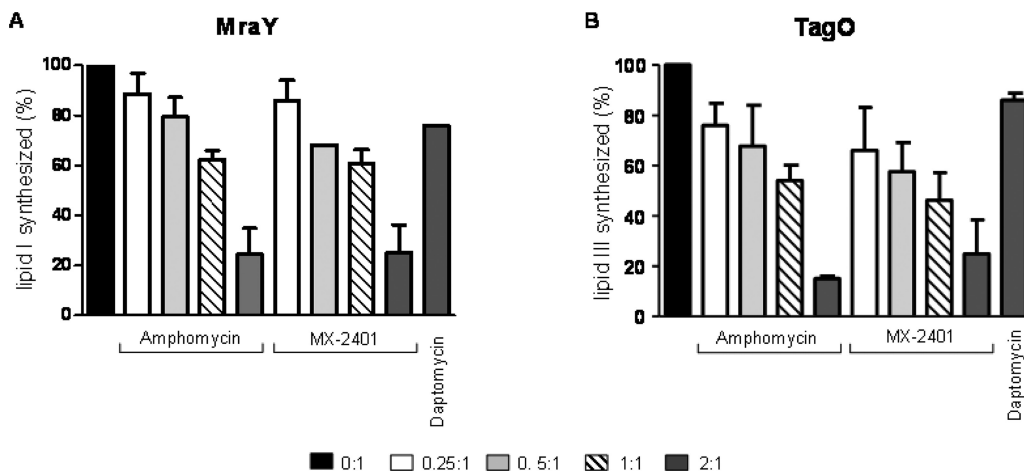 A
MraY
lipid I synthesized (%)
100
80
60
40
20
0
Amphomycin
MX-2401
Daptomycin
B
TagO
lipid III synthesized (%)
100
80
60
40
20
0
Amphomycin
MX-2401
Daptomycin
0:1 0.25:1 0. 5:1 1:1 2:1